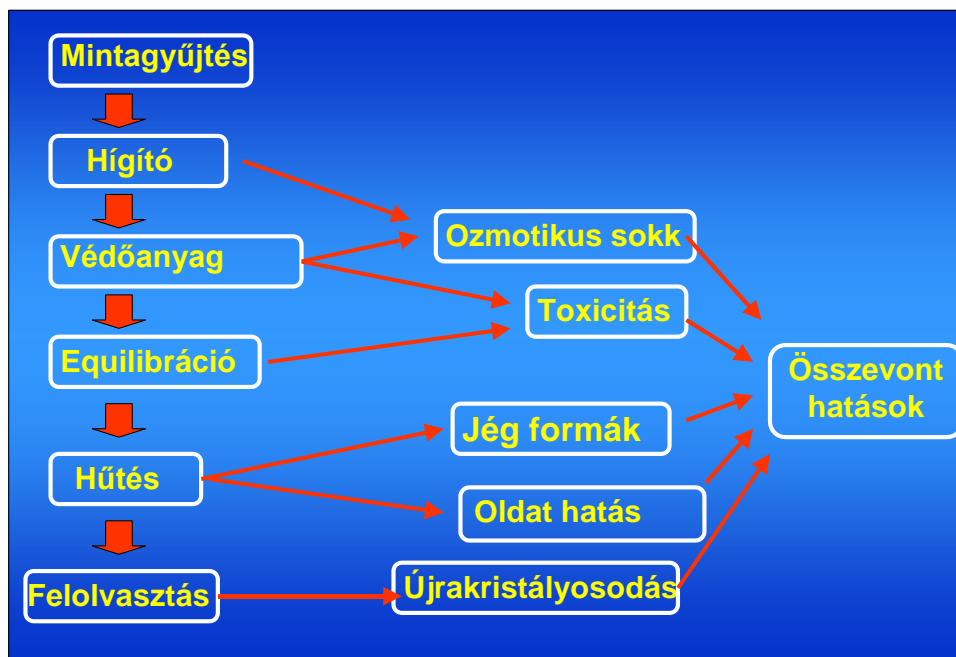 Mintagyűjtés
Hígító
Védőanyag
Equilibráció
Hűtés
Felolvasztás
Ozmotikus sokk
Toxicitás
Jég formák
Oldat hatás
Újrakristályosodás
Összevont
hatások